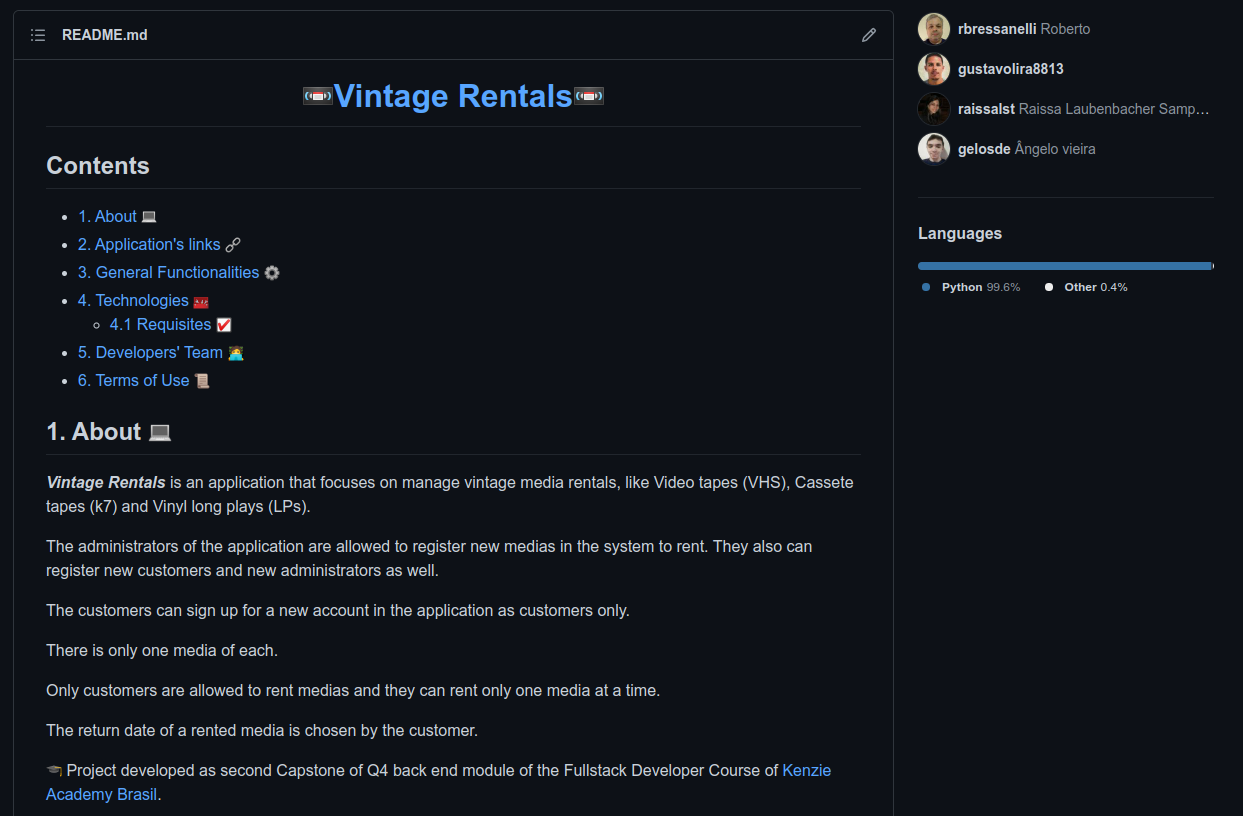 README.md
Vintage Rentals
Contents
1. About
2. Application's links
3. General Functionalities
4. Technologies
4.1 Requisites
5. Developers' Team
6. Terms of Use
1. About
Vintage Rentals is an application that focuses on manage vintage media rentals, like Video tapes (VHS), Cassete
tapes (k7) and Vinyl long plays (LPs).
The administrators of the application are allowed to register new medias in the system to rent. They also can
register new customers and new administrators as well.
The customers can sign up for a new account in the application as customers only.
There is only one media of each.
Only customers are allowed to rent medias and they can rent only one media at a time.
The return date of a rented media is chosen by the customer.
Project developed as second Capstone of Q4 back end module of the Fullstack Developer Course of Kenzie
Academy Brasil.
rbressanelli Roberto
gustavolira8813
raissalst Raissa Laubenbacher Samp...
gelosde Ângelo vieira
Languages
Python 99.6% Other 0.4%